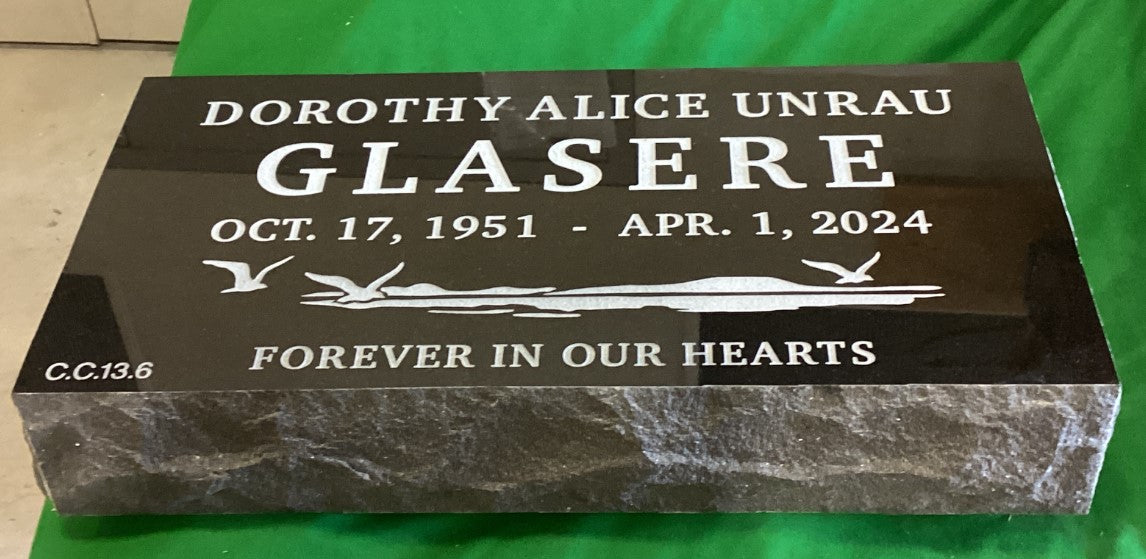 DOROTHY ALICE UNRAU
GLASERE
OCT. 17, 1951 - APR. 1, 2024
FOREVER IN OUR HEARTS
C.C.13.6